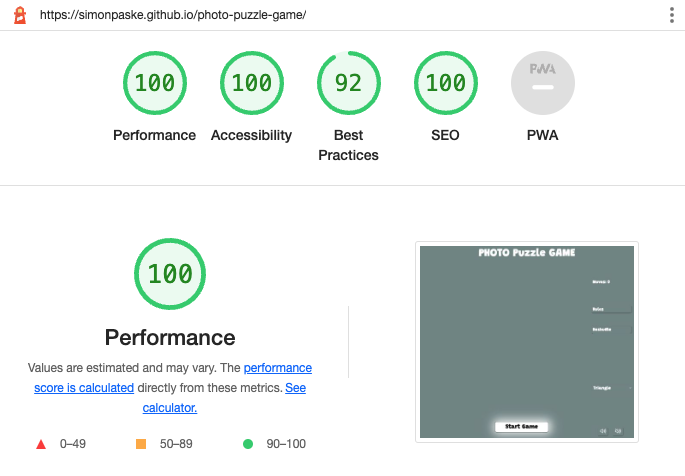 https://simonpaske.github.io/photo-puzzle-game/
100 100 92 100 PWA
Performance Accessibility Best Practices SEO PWA
100
Performance
Values are estimated and may vary. The performance
score is calculated directly from these metrics. See
calculator.
0–49 50–89 90–100
PHOTO Puzzle GAME
Moves: 0
Rules
Triangle
Start Game